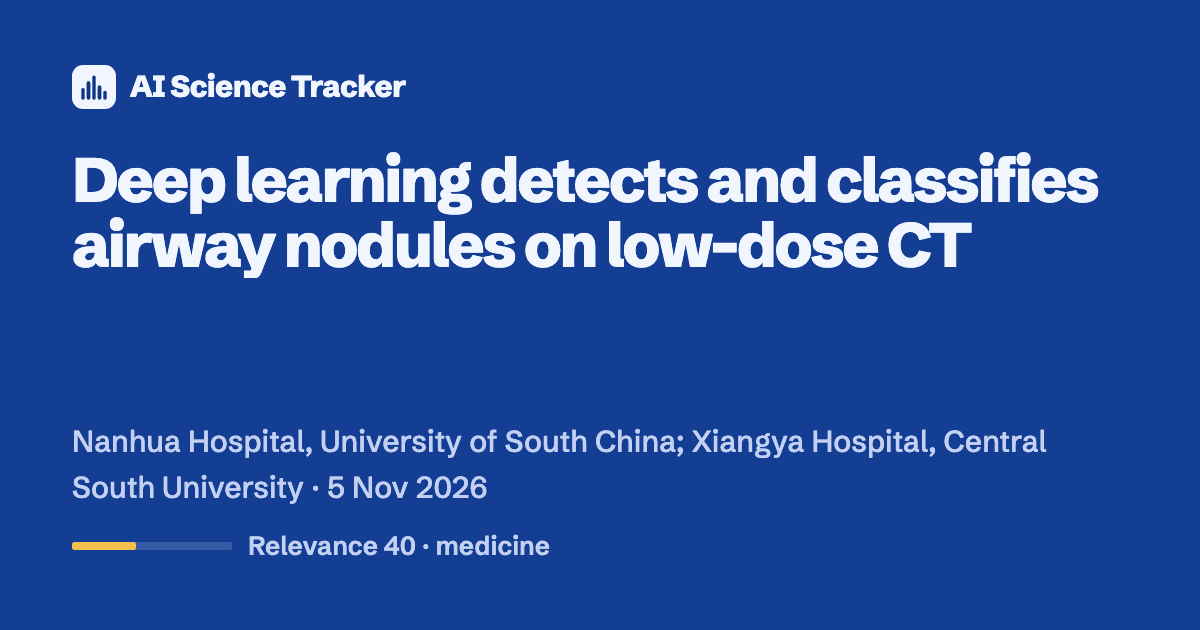 AI Science Tracker
Deep learning detects and classifies
airway nodules on low-dose CT
Nanhua Hospital, University of South China; Xiangya Hospital, Central
South University · 5 Nov 2026
Relevance 40 · medicine